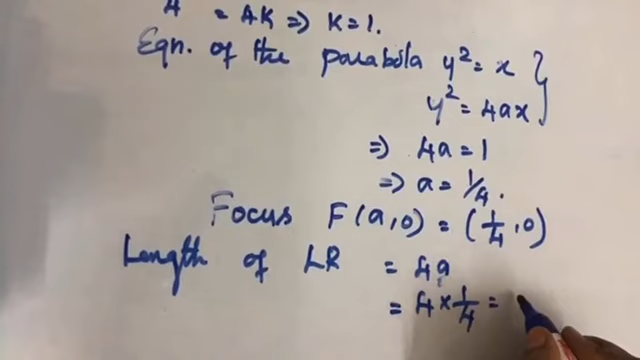 4 = 4K ⇒ K = 1.
Eqn. of the parabola y² = x
y² = 4ax
⇒ 4a = 1
⇒ a = 1/4.
Focus F(a,0) = (1/4, 0)
Length of LR = 4a
= 4 × 1/4 =